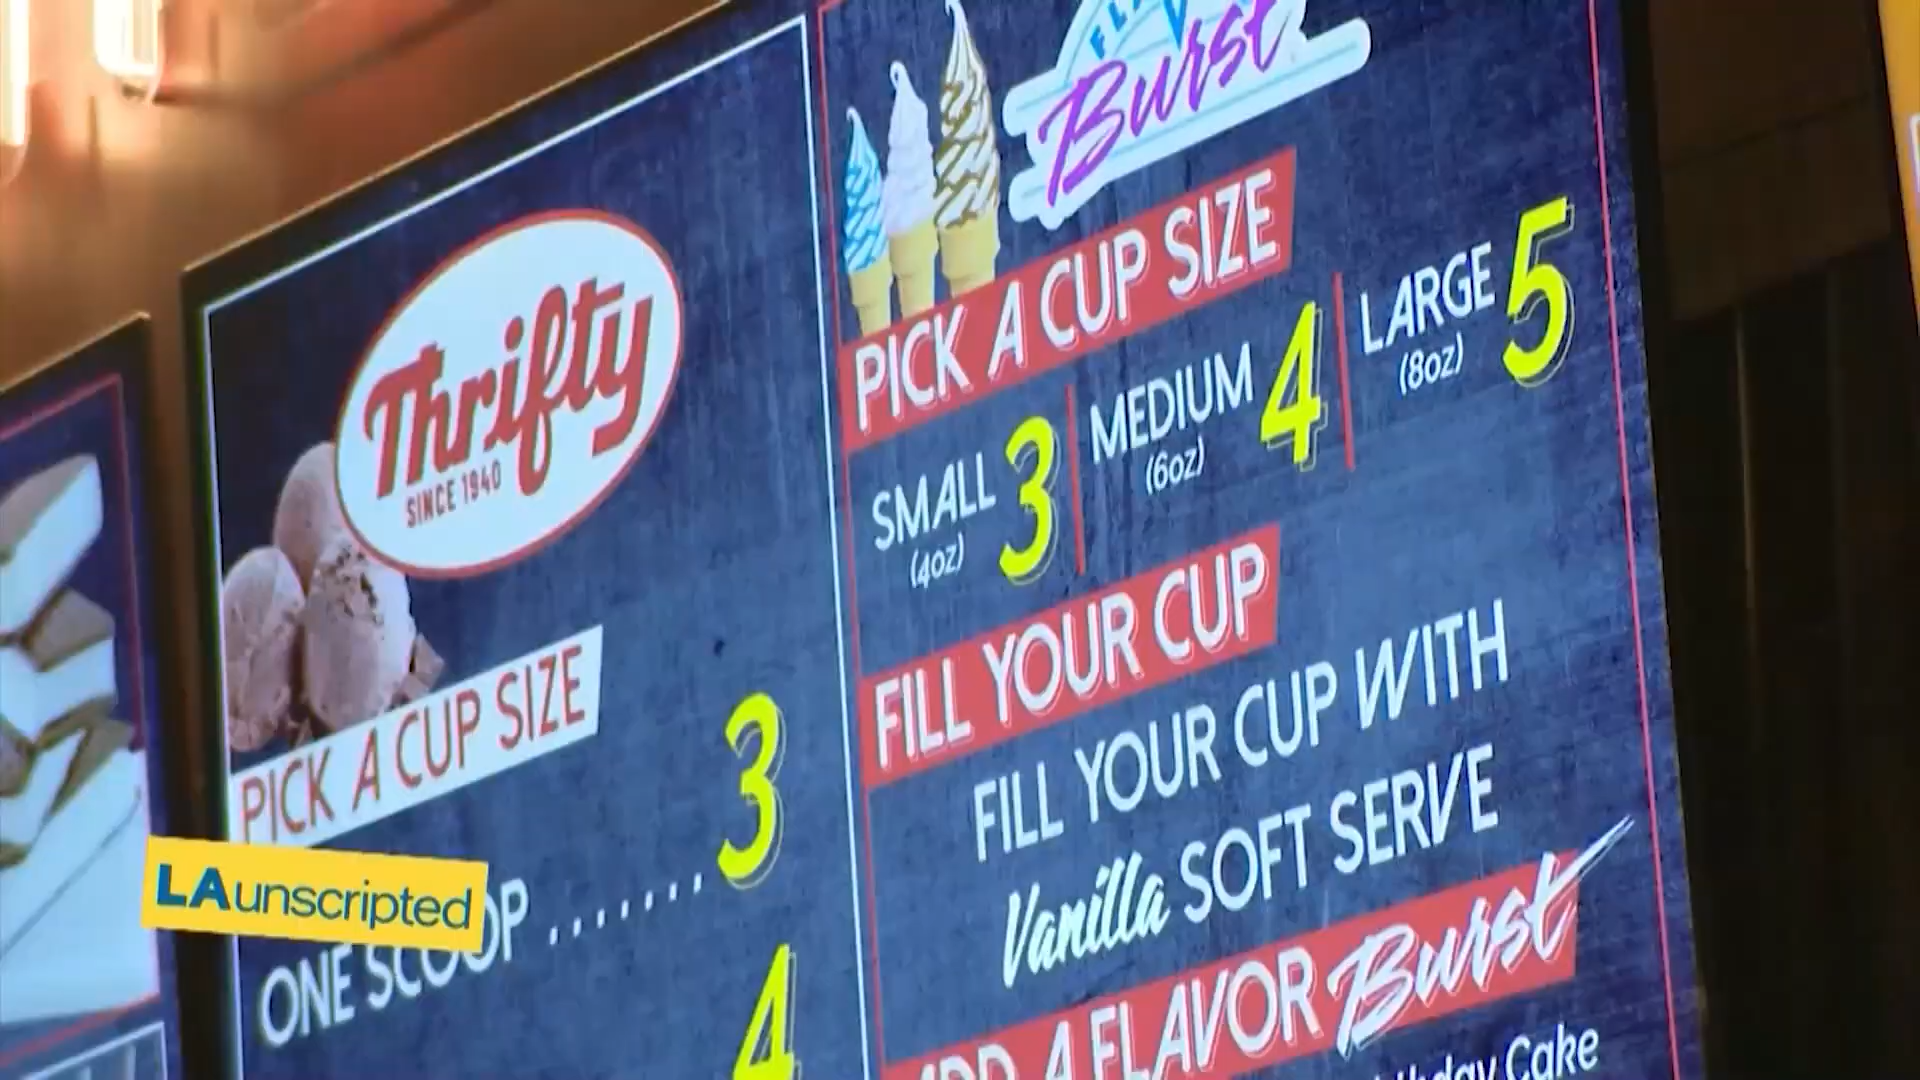 Thrifty
SINCE 1940
PICK A CUP SIZE
ONE SCOOP ....... 3
4
Burst
PICK A CUP SIZE
SMALL 3
(4oz)
MEDIUM 4
(6oz)
LARGE 5
(8oz)
FILL YOUR CUP
FILL YOUR CUP WITH
Vanilla SOFT SERVE
ADD A FLAVOR Burst
Cake
LAunscripted